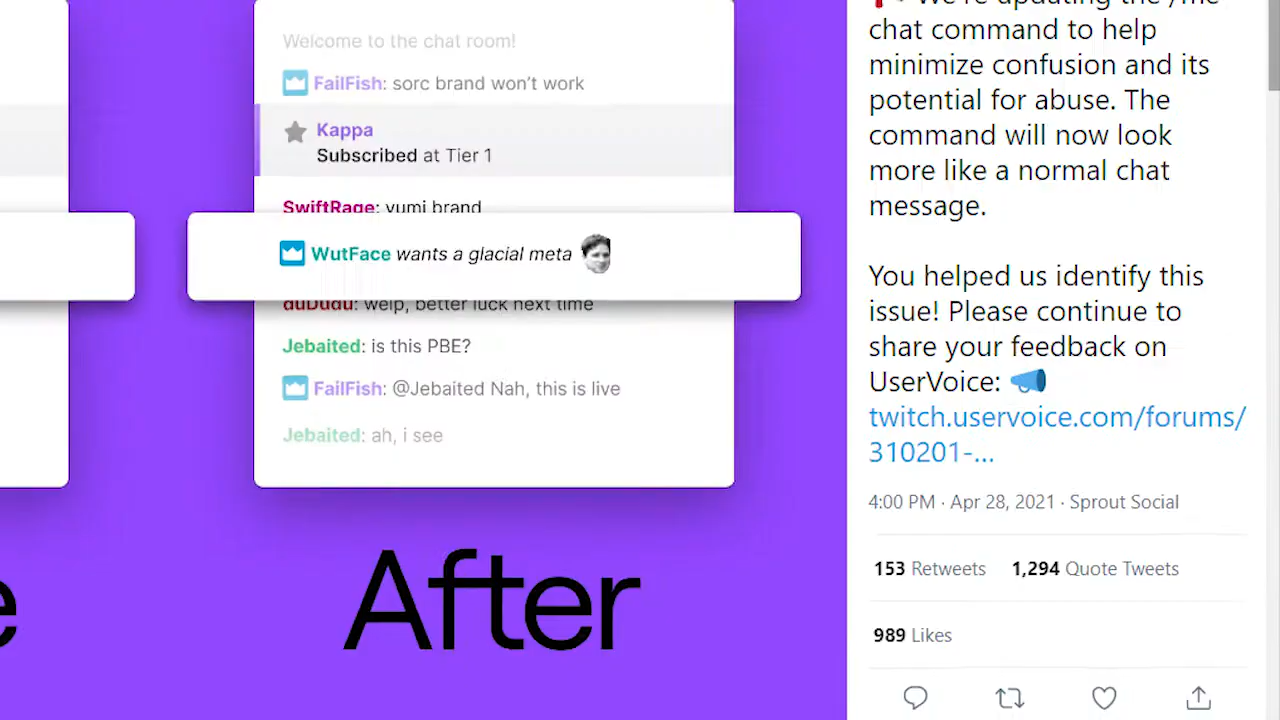 Welcome to the chat room!
FailFish: sorc brand won't work
Kappa
Subscribed at Tier 1
SwiftRage: yumi brand
WutFace wants a glacial meta
duDudu: welp, better luck next time
Jebaited: is this PBE?
FailFish: @Jebaited Nah, this is live
Jebaited: ah, i see
e
After
We're updating the /me
chat command to help
minimize confusion and its
potential for abuse. The
command will now look
more like a normal chat
message.
You helped us identify this
issue! Please continue to
share your feedback on
UserVoice:
twitch.uservoice.com/forums/
310201-...
4:00 PM · Apr 28, 2021 · Sprout Social
153 Retweets 1,294 Quote Tweets
989 Likes